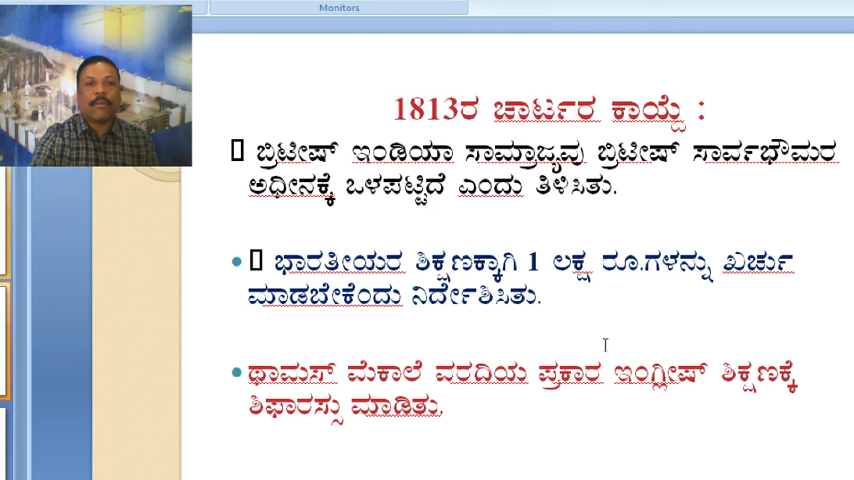 Monitors
1813ರ ಚಾರ್ಟರ ಕಾಯ್ದೆ :
ಬ್ರಿಟೀಷ್ ಇಂಡಿಯಾ ಸಾಮ್ರಾಜ್ಯವು ಬ್ರಿಟೀಷ್ ಸಾರ್ವಭೌಮರ
ಅಧೀನಕ್ಕೆ ಒಳಪಟ್ಟಿದೆ ಎಂದು ತಿಳಿಸಿತು.
ಭಾರತೀಯರ ಶಿಕ್ಷಣಕ್ಕಾಗಿ 1 ಲಕ್ಷ ರೂ.ಗಳನ್ನು ಖರ್ಚು
ಮಾಡಬೇಕೆಂದು ನಿರ್ದೇಶಿಸಿತು.
ಥಾಮಸ್ ಮೆಕಾಲೆ ವರದಿಯ ಪ್ರಕಾರ ಇಂಗ್ಲೀಷ್ ಶಿಕ್ಷಣಕ್ಕೆ
ಶಿಫಾರಸ್ಸು ಮಾಡಿತು.